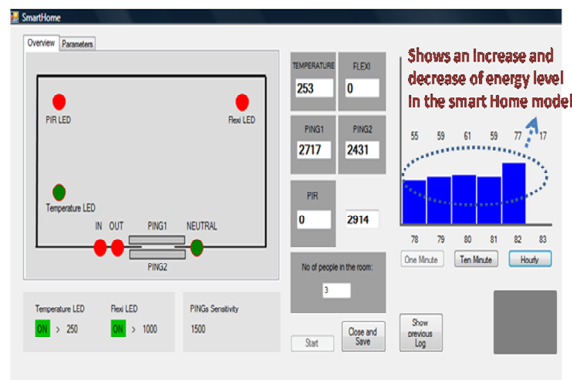 SmartHome
Overview Parameters
PIR LED
Flexi LED
Temperature LED
IN OUT PING1 NEUTRAL
PING2
Temperature LED
ON > 250
Flexi LED
ON > 1000
PINGs Sensitivity
1500
TEMPERATURE FLEXI
253 0
PING1 PING2
2717 2431
PIR
0 2914
No of people in the room:
3
Start
Close and
Save
Shows an Increase and
decrease of energy level
In the smart Home model
55 59 61 59 77 17
78 79 80 81 82 83
One Minute Ten Minute Hourly
Show
previous
Log